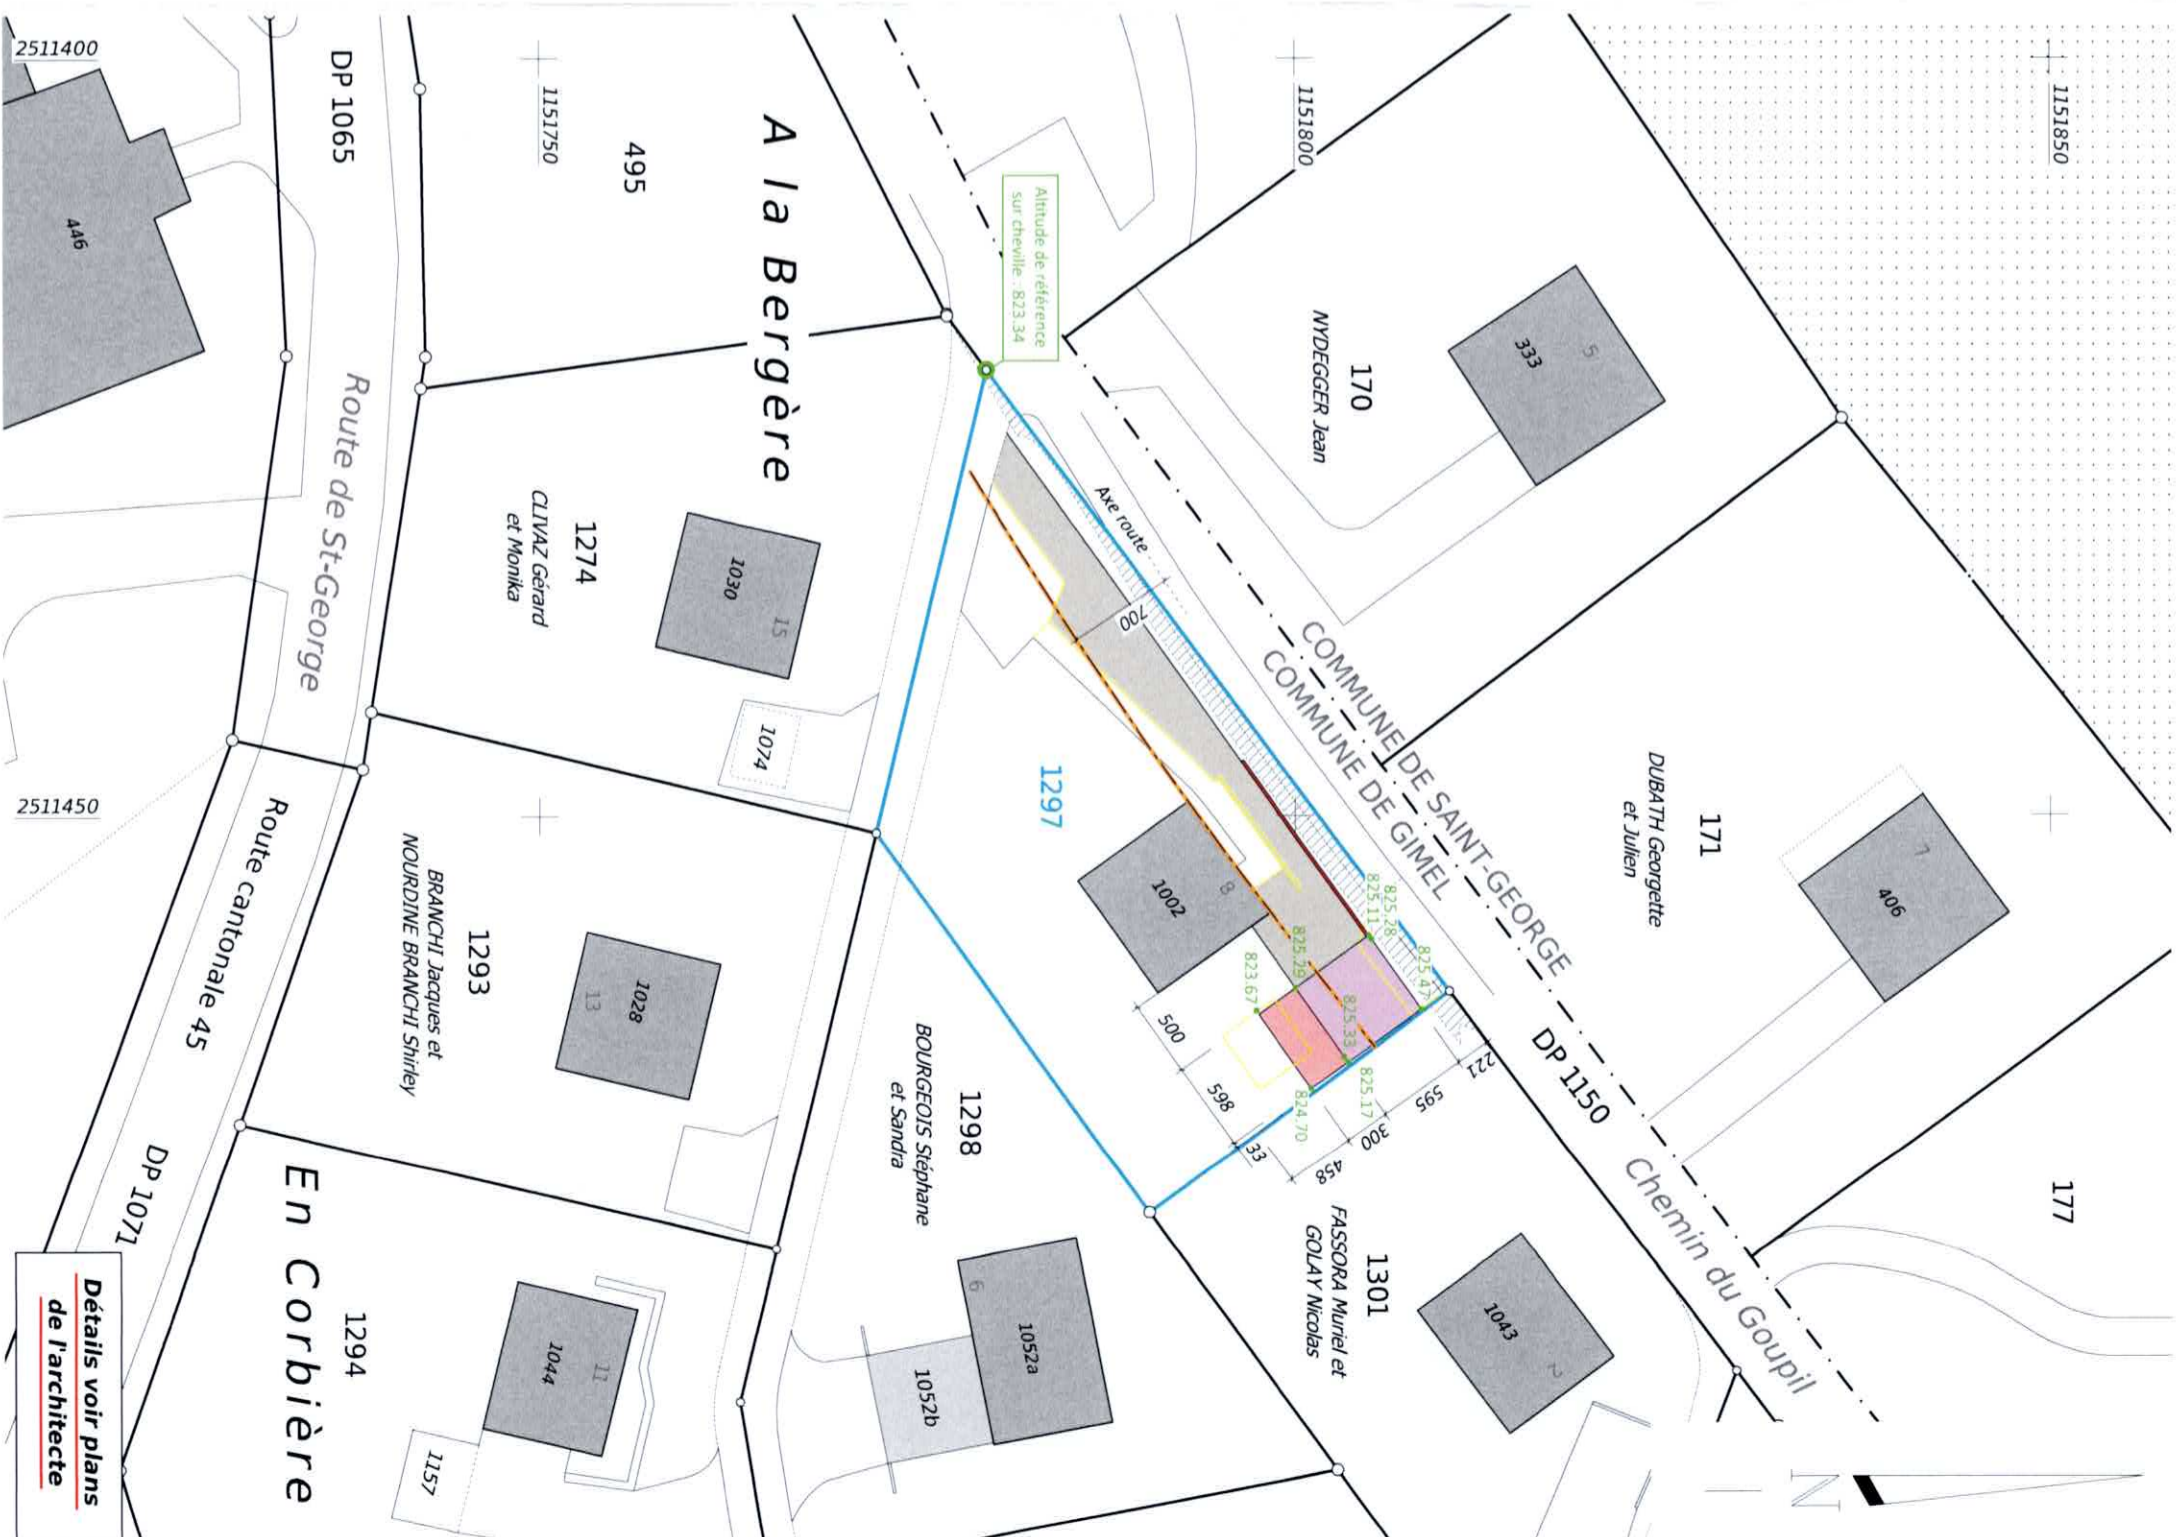 2511400
DP 1065
446
1151750
495
A la Bergère
1151800
1151850
Altitude de référence
sur cheville : 823.34
170
NYDEGGER Jean
333
5
Route de St-George
1274
CLIVAZ Gérard
et Monika
1030
15
1074
Axe route
700
COMMUNE DE SAINT-GEORGE
COMMUNE DE GIMEL
171
DUBATH Georgette
et Julien
406
7
2511450
Route cantonale 45
1293
BRANCHI Jacques et
NOURDINE BRANCHI Shirley
1028
13
1297
1002
8
825.28
825.11
825.47
825.29
823.67
825.33
825.17
824.70
500
598
33
221
595
300
458
DP 1150
Chemin du Goupil
177
1298
BOURGEOIS Stéphane
et Sandra
1301
FASSORA Muriel et
GOLAY Nicolas
1043
2
DP 1071
En Corbière
1294
1044
11
1157
6
1052a
1052b
N
Détails voir plans
de l'architecte